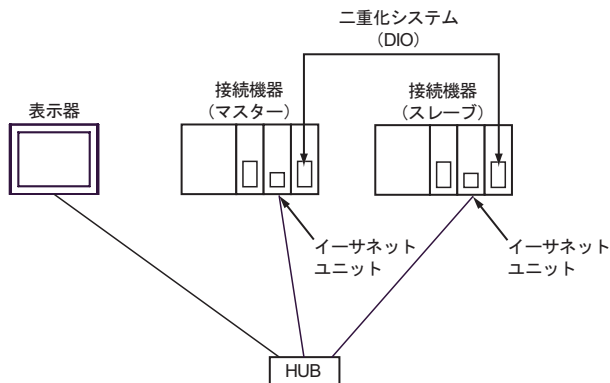 二重化システム
（DIO）
接続機器
（マスター）
接続機器
（スレーブ）
表示器
イーサネット
ユニット
イーサネット
ユニット
HUB